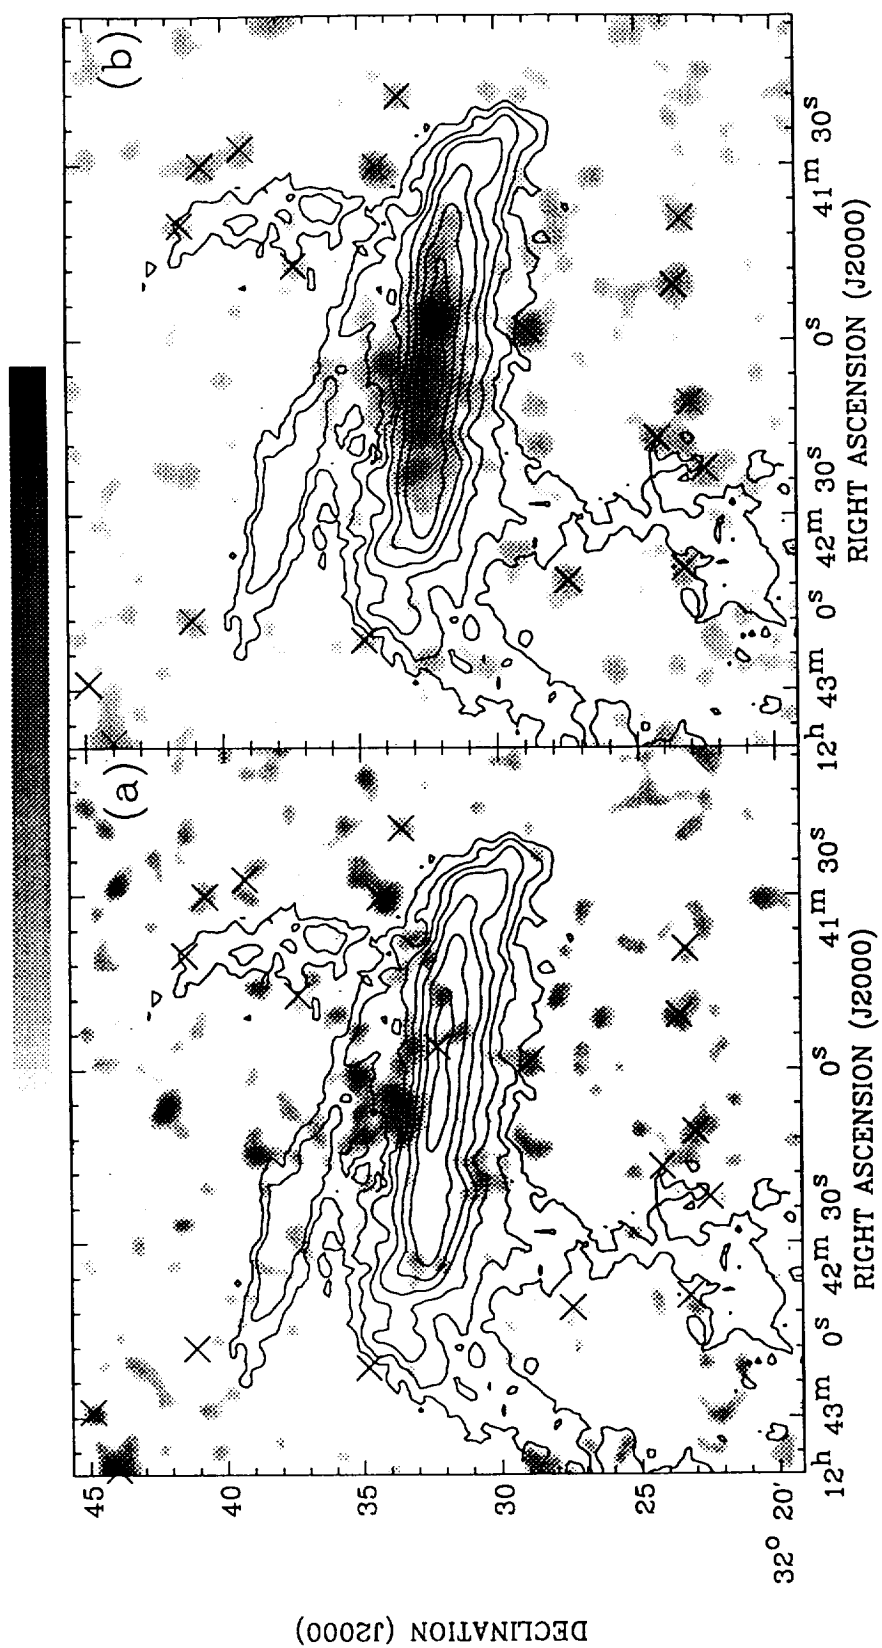 (a)
(b)
45
40
35
30
25
32° 20'
DECLINATION (J2000)
12ʰ 43ᵐ 0ˢ 42ᵐ 30ˢ 0ˢ 41ᵐ 30ˢ
12ʰ 43ᵐ 0ˢ 42ᵐ 30ˢ 0ˢ 41ᵐ 30ˢ
RIGHT ASCENSION (J2000)
RIGHT ASCENSION (J2000)